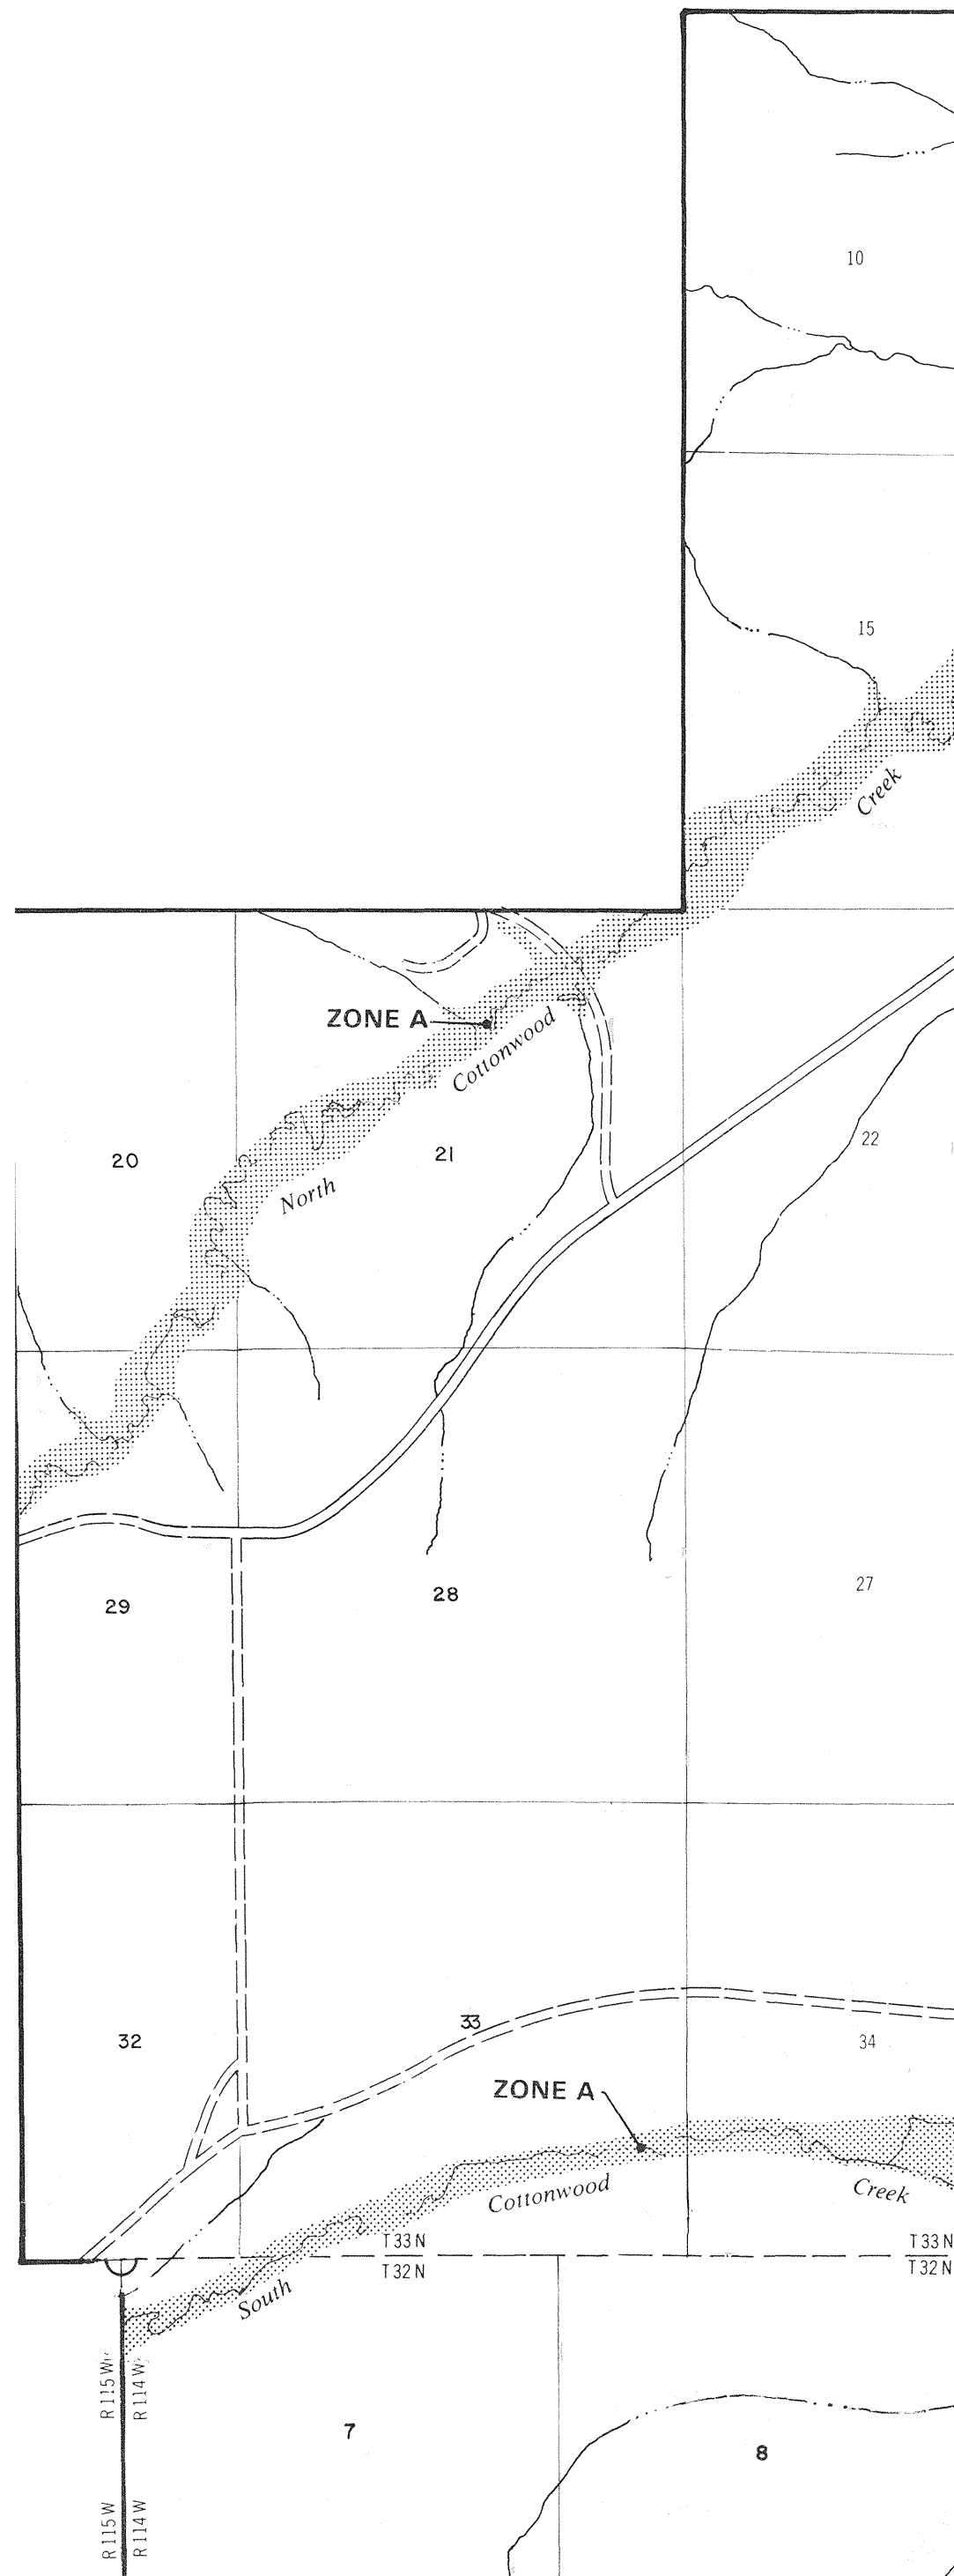 10
15
Creek
ZONE A
Cottonwood
20
21
22
North
29
28
27
32
33
34
ZONE A
Cottonwood
Creek
T33N
T33N
T32N
T32N
South
R115W
R114W
7
8
R115W
R114W